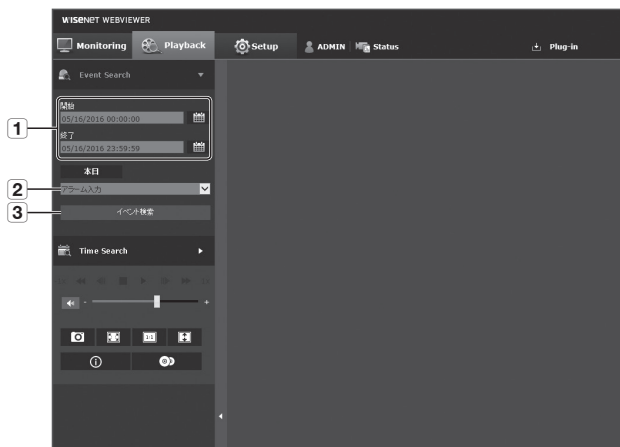 WISENET WEBVIEWER
Monitoring
Playback
Setup
ADMIN
Status
Plug-in
Event Search
開始
05/16/2016 00:00:00
終了
05/16/2016 23:59:59
本日
アラーム入力
イベント検索
1
2
3
Time Search
-
+
1:1